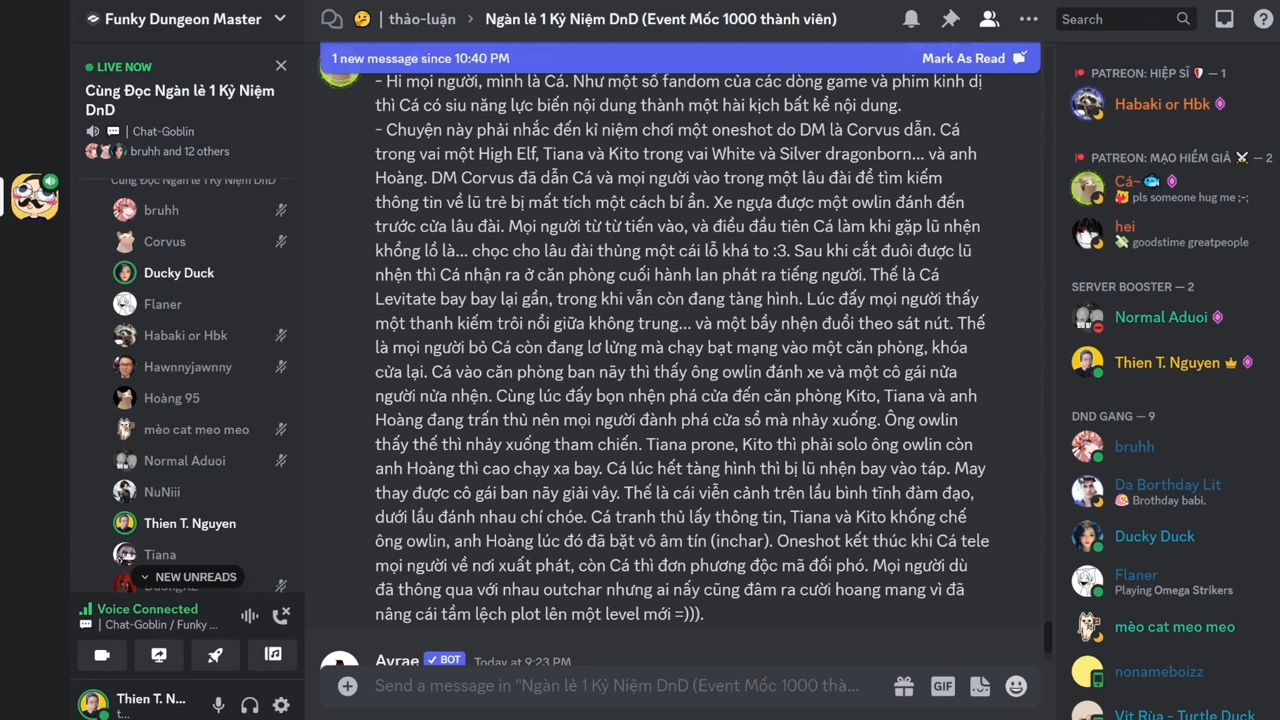 Funky Dungeon Master
LIVE NOW
Cùng Đọc Ngàn lẻ 1 Kỷ Niệm
DnD
Chat-Goblin
bruhh and 12 others
Cùng Đọc Ngàn lẻ 1 Kỷ Niệm DnD
bruhh
Corvus
Ducky Duck
Flaner
Habaki or Hbk
Hawnnyjawnny
Hoàng 95
mèo cat meo meo
Normal Aduoi
NuNiii
Thien T. Nguyen
Tiana
NEW UNREADS
Voice Connected
Chat-Goblin / Funky ...
Thien T. N...
t...
thảo-luận › Ngàn lẻ 1 Kỷ Niệm DnD (Event Mốc 1000 thành viên)
1 new message since 10:40 PM
Mark As Read
- Hi mọi người, mình là Cá. Như một số fandom của các dòng game và phim kinh dị
thì Cá có siu năng lực biến nội dung thành một hài kịch bất kể nội dung.
- Chuyện này phải nhắc đến kỉ niệm chơi một oneshot do DM là Corvus dẫn. Cá
trong vai một High Elf, Tiana và Kito trong vai White và Silver dragonborn... và anh
Hoàng. DM Corvus đã dẫn Cá và mọi người vào trong một lâu đài để tìm kiếm
thông tin về lũ trẻ bị mất tích một cách bí ẩn. Xe ngựa được một owlin đánh đến
trước cửa lâu đài. Mọi người từ từ tiến vào, và điều đầu tiên Cá làm khi gặp lũ nhện
khổng lồ là... chọc cho lâu đài thủng một cái lỗ khá to :3. Sau khi cắt đuôi được lũ
nhện thì Cá nhận ra ở căn phòng cuối hành lan phát ra tiếng người. Thế là Cá
Levitate bay bay lại gần, trong khi vẫn còn đang tàng hình. Lúc đấy mọi người thấy
một thanh kiếm trôi nổi giữa không trung... và một bầy nhện đuổi theo sát nút. Thế
là mọi người bỏ Cá còn đang lơ lửng mà chạy bạt mạng vào một căn phòng, khóa
cửa lại. Cá vào căn phòng ban nãy thì thấy ông owlin đánh xe và một cô gái nửa
người nửa nhện. Cùng lúc đấy bọn nhện phá cửa đến căn phòng Kito, Tiana và anh
Hoàng đang trấn thủ nên mọi người đành phá cửa sổ mà nhảy xuống. Ông owlin
thấy thế thì nhảy xuống tham chiến. Tiana prone, Kito thì phải solo ông owlin còn
anh Hoàng thì cao chạy xa bay. Cá lúc hết tàng hình thì bị lũ nhện bay vào táp. May
thay được cô gái ban nãy giải vây. Thế là cái viễn cảnh trên lầu bình tĩnh đàm đạo,
dưới lầu đánh nhau chí chóe. Cá tranh thủ lấy thông tin, Tiana và Kito khống chế
ông owlin, anh Hoàng lúc đó đã bặt vô âm tín (inchar). Oneshot kết thúc khi Cá tele
mọi người về nơi xuất phát, còn Cá thì đơn phương độc mã đối phó. Mọi người dù
đã thông qua với nhau outchar nhưng ai nấy cũng đâm ra cười hoang mang vì đã
nâng cái tầm lệch plot lên một level mới =))).
Avrae BOT Today at 9:23 PM
Send a message in "Ngàn lẻ 1 Kỷ Niệm DnD (Event Mốc 1000 thà...
GIF
Search
PATREON: HIỆP SĨ — 1
Habaki or Hbk
PATREON: MẠO HIỂM GIẢ — 2
Cá~
pls someone hug me ;-;
hei
goodstime greatpeople
SERVER BOOSTER — 2
Normal Aduoi
Thien T. Nguyen
DND GANG — 9
bruhh
Da Borthday Lit
Brothday babi.
Ducky Duck
Flaner
Playing Omega Strikers
mèo cat meo meo
nonameboizz
Vịt Rùa - Turtle Duck